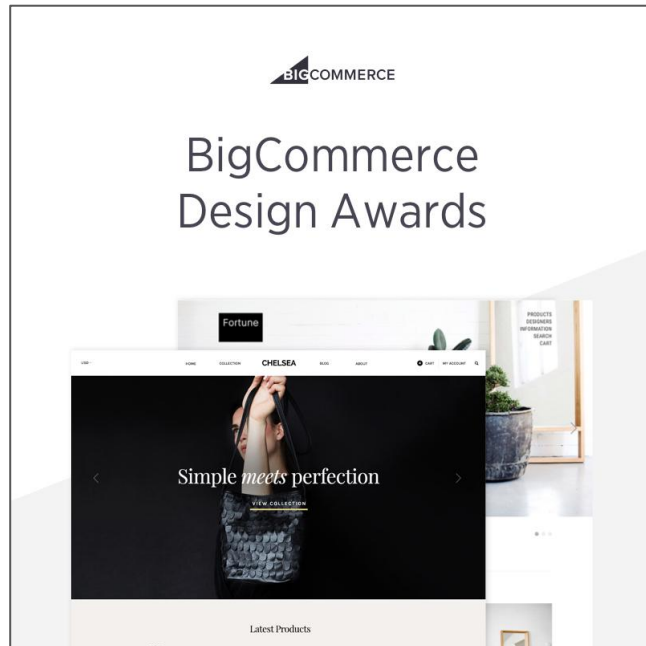 BIGCOMMERCE
BigCommerce
Design Awards
Fortune
PRODUCTS
DESIGNERS
INFORMATION
SEARCH
CART
HOME COLLECTION CHELSEA BLOG ABOUT CART MY ACCOUNT
Simple meets perfection
VIEW COLLECTION
Latest Products